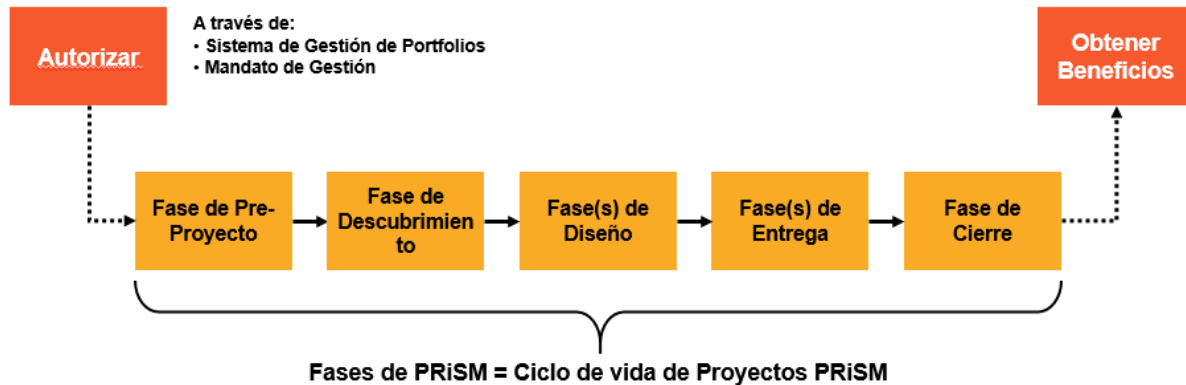 Autorizar
A través de:
• Sistema de Gestión de Portfolios
• Mandato de Gestión
Obtener
Beneficios
Fase de Pre-
Proyecto
Fase de
Descubrimien
to
Fase(s) de
Diseño
Fase(s) de
Entrega
Fase de
Cierre
Fases de PRiSM = Ciclo de vida de Proyectos PRiSM